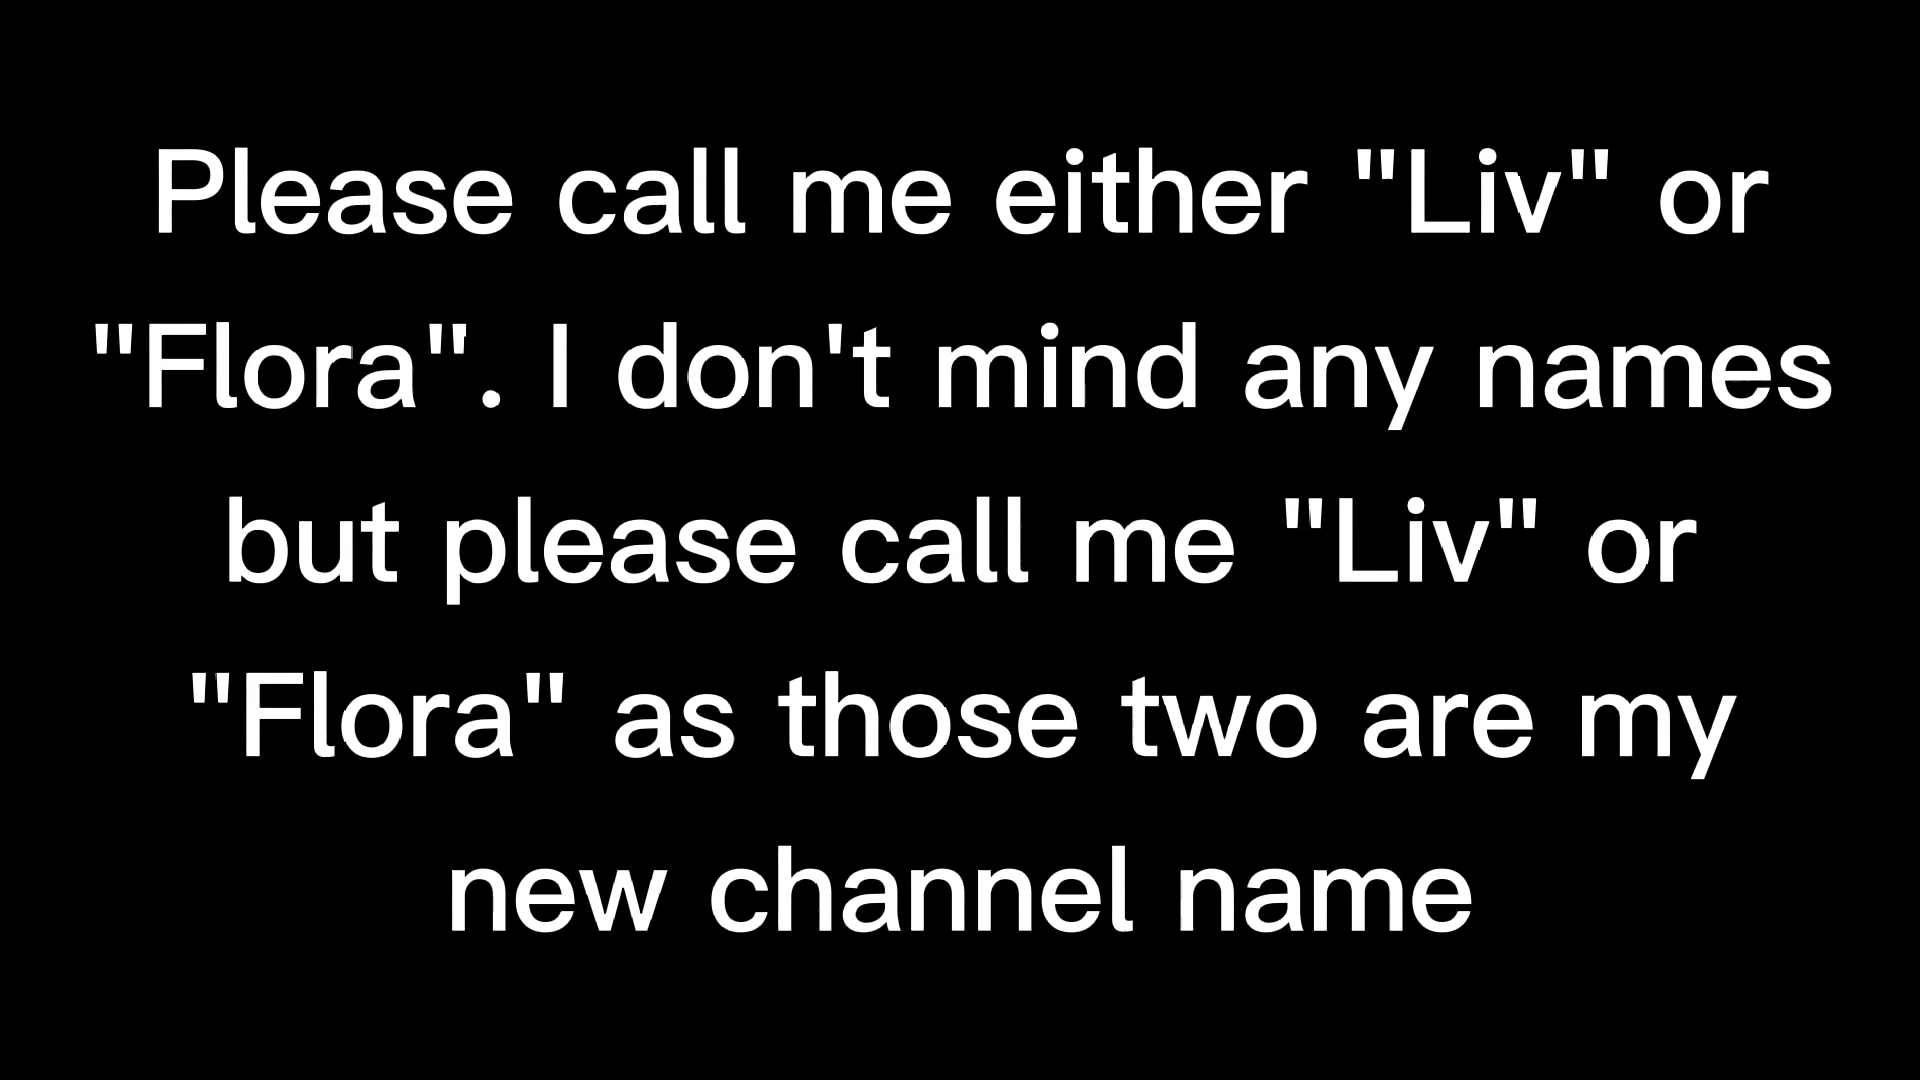 Please call me either "Liv" or
"Flora". I don't mind any names
but please call me "Liv" or
"Flora" as those two are my
new channel name